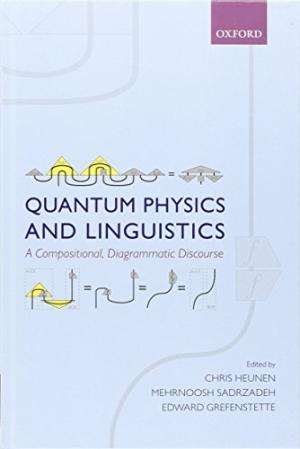 OXFORD
QUANTUM PHYSICS
AND LINGUISTICS
A Compositional, Diagrammatic Discourse
Edited by
CHRIS HEUNEN
MEHRNOOSH SADRZADEH
EDWARD GREFENSTETTE